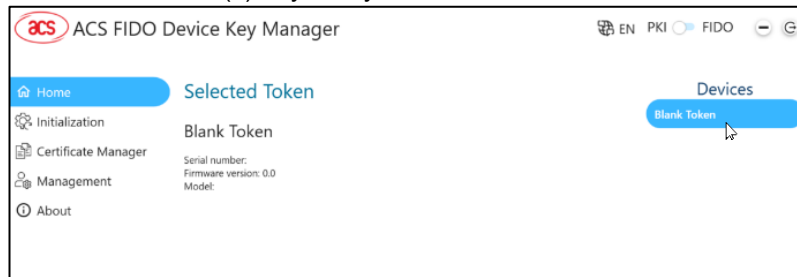 acs ACS FIDO Device Key Manager
EN PKI FIDO
Home
Initialization
Certificate Manager
Management
About
Selected Token
Blank Token
Serial number:
Firmware version: 0.0
Model:
Devices
Blank Token